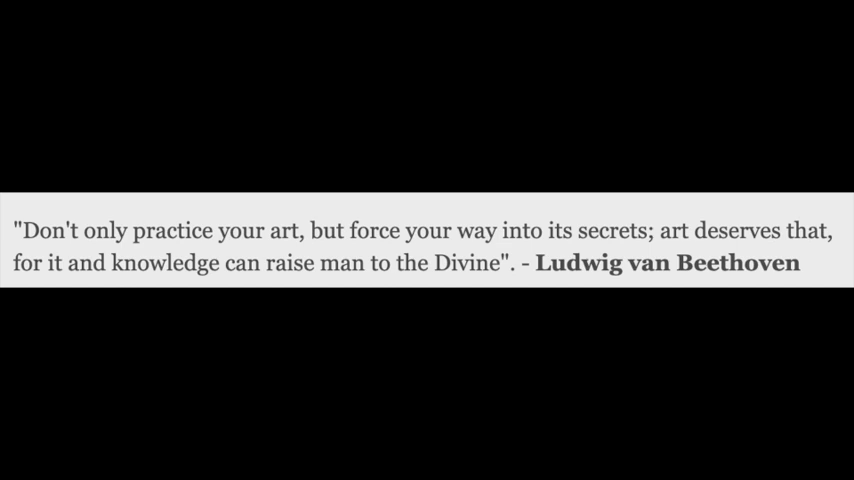 "Don't only practice your art, but force your way into its secrets; art deserves that,
for it and knowledge can raise man to the Divine". - Ludwig van Beethoven